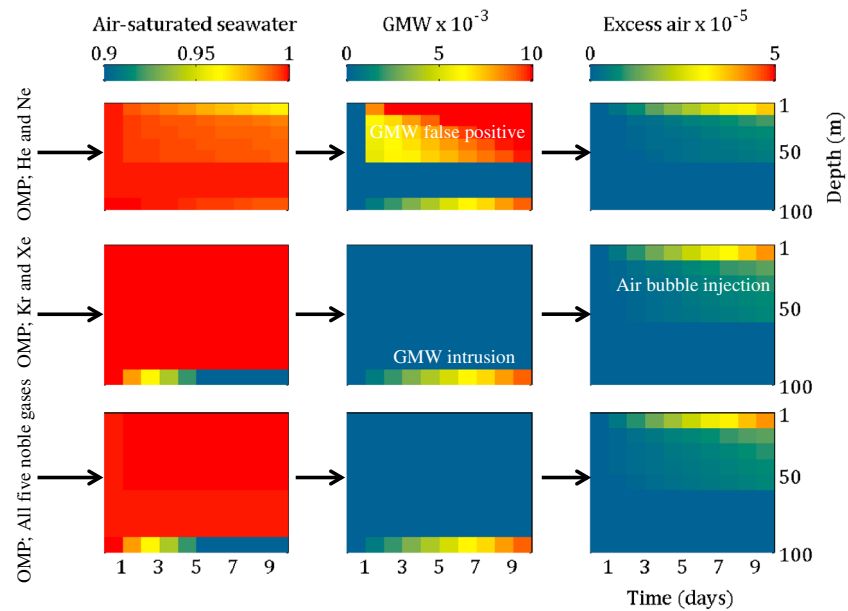 Air-saturated seawater
GMW x 10⁻³
Excess air x 10⁻⁵
0.9 0.95 1
0 5 10
0 5
OMP; He and Ne
GMW false positive
1
50
100
Depth (m)
OMP; Kr and Xe
GMW intrusion
Air bubble injection
1
50
100
OMP; All five noble gases
1
50
100
1 3 5 7 9
1 3 5 7 9
1 3 5 7 9
Time (days)